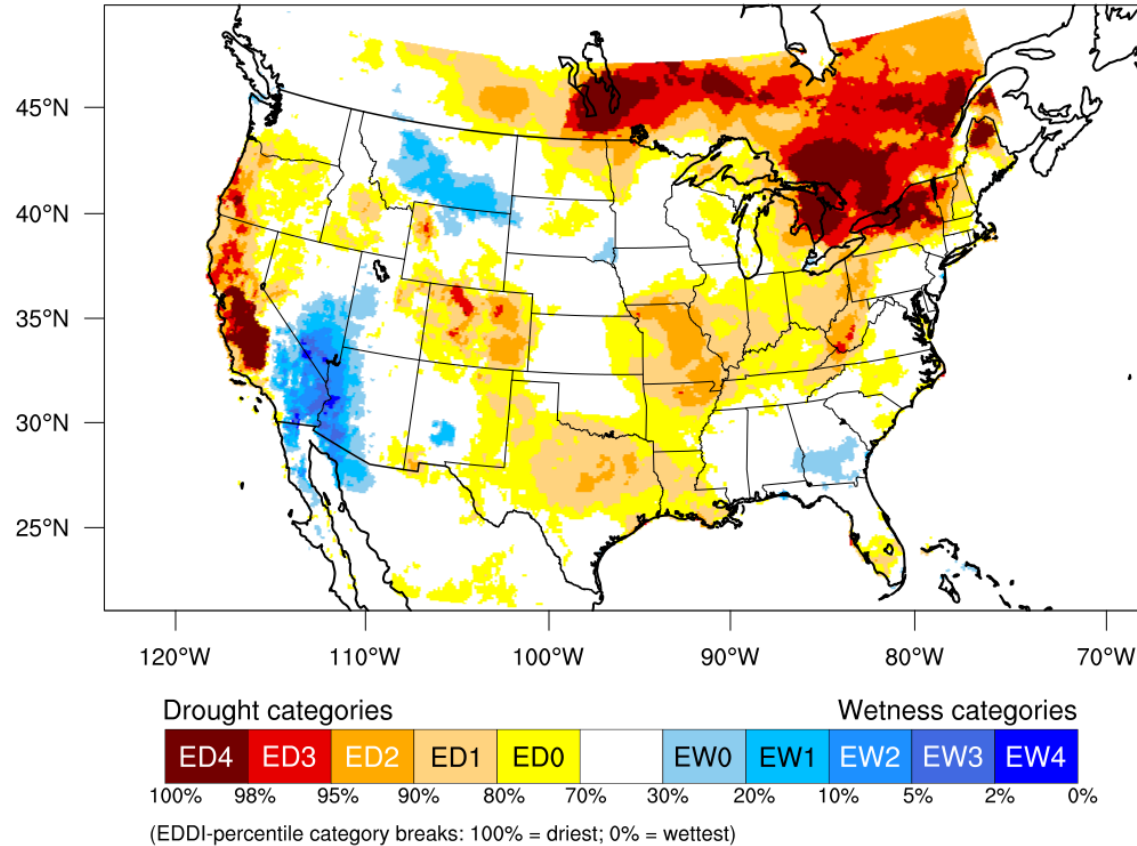 45°N
40°N
35°N
30°N
25°N
120°W 110°W 100°W 90°W 80°W 70°W
Drought categories Wetness categories
ED4 ED3 ED2 ED1 ED0 EW0 EW1 EW2 EW3 EW4
100% 98% 95% 90% 80% 70% 30% 20% 10% 5% 2% 0%
(EDDI-percentile category breaks: 100% = driest; 0% = wettest)